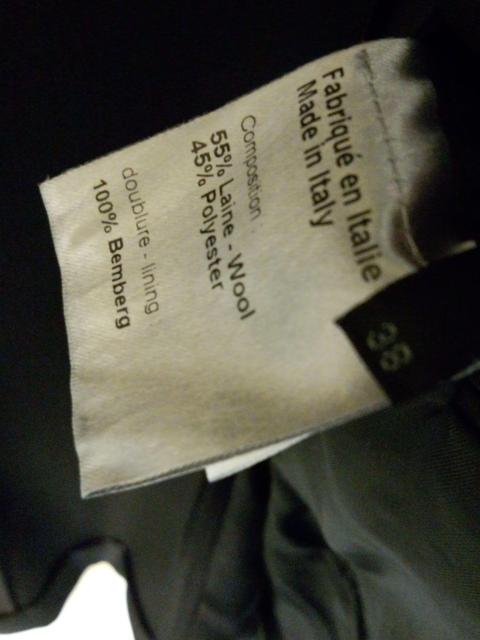 Fabriqué en Italie
Made in Italy
Composition :
55% Laine - Wool
45% Polyester
doublure - lining :
100% Bemberg
38